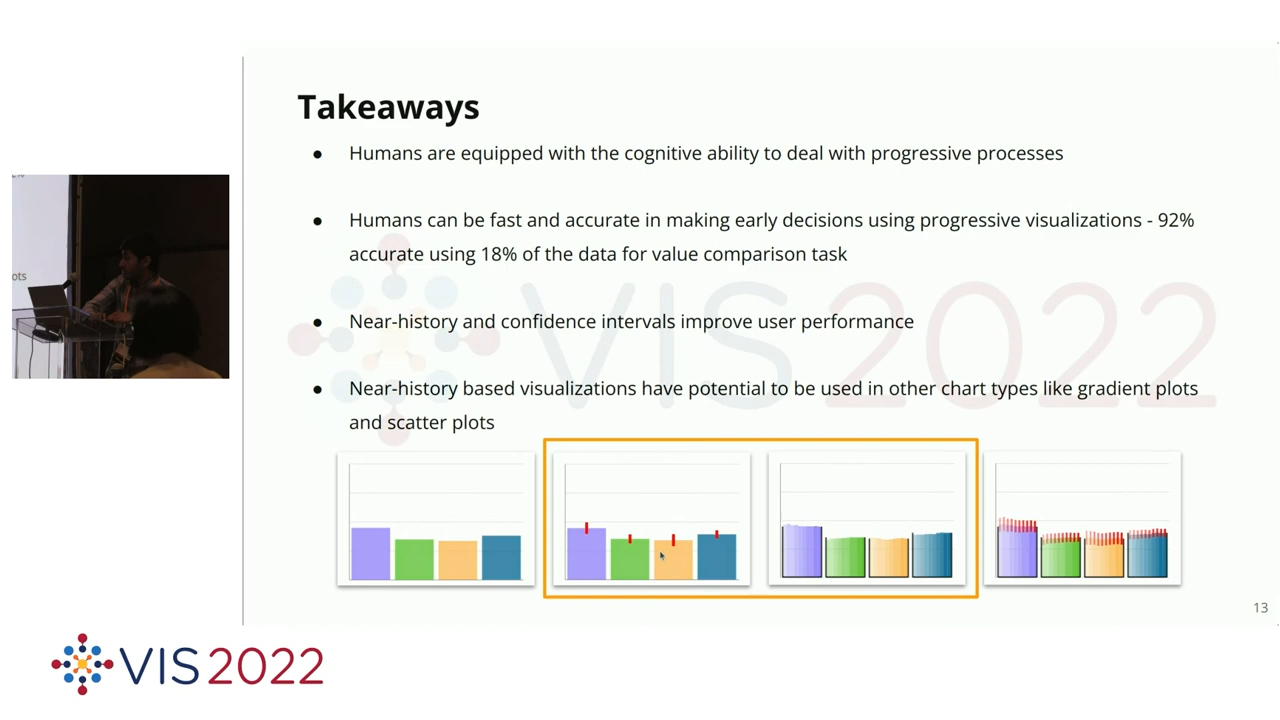 Takeaways
● Humans are equipped with the cognitive ability to deal with progressive processes
● Humans can be fast and accurate in making early decisions using progressive visualizations - 92%
accurate using 18% of the data for value comparison task
● Near-history and confidence intervals improve user performance
● Near-history based visualizations have potential to be used in other chart types like gradient plots
and scatter plots
ots
VIS2022
13
VIS2022